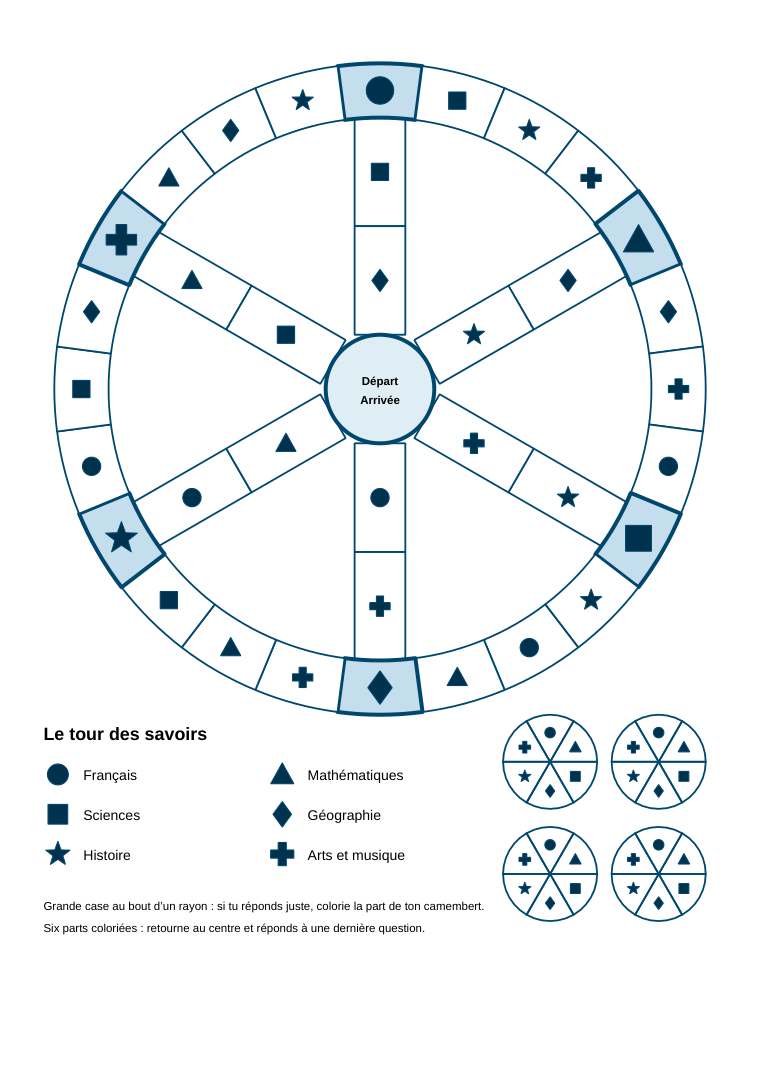 Départ
Arrivée
Le tour des savoirs
Français
Mathématiques
Sciences
Géographie
Histoire
Arts et musique
Grande case au bout d’un rayon : si tu réponds juste, colorie la part de ton camembert.
Six parts coloriées : retourne au centre et réponds à une dernière question.